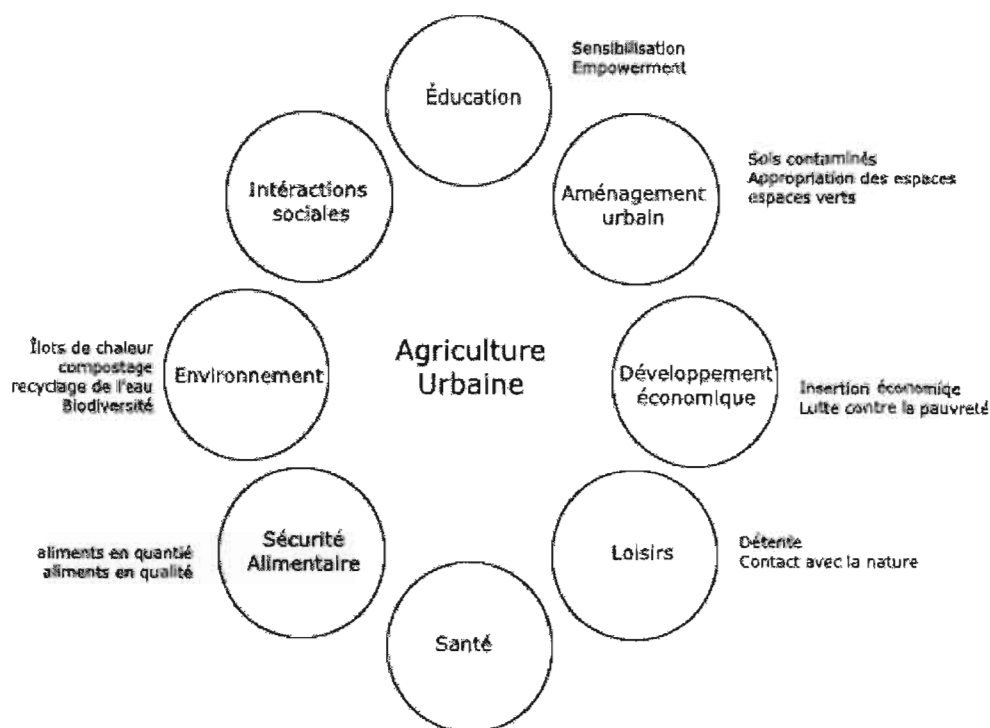 Sensibilisation
Empowerment
Éducation
Sols contaminés
Appropriation des espaces
espaces verts
Intéractions
sociales
Aménagement
urbain
Îlots de chaleur
compostage
recyclage de l'eau
Biodiversité
Environnement
Agriculture
Urbaine
Développement
économique
Insertion économiqe
Lutte contre la pauvreté
aliments en quantié
aliments en qualité
Sécurité
Alimentaire
Loisirs
Détente
Contact avec la nature
Santé